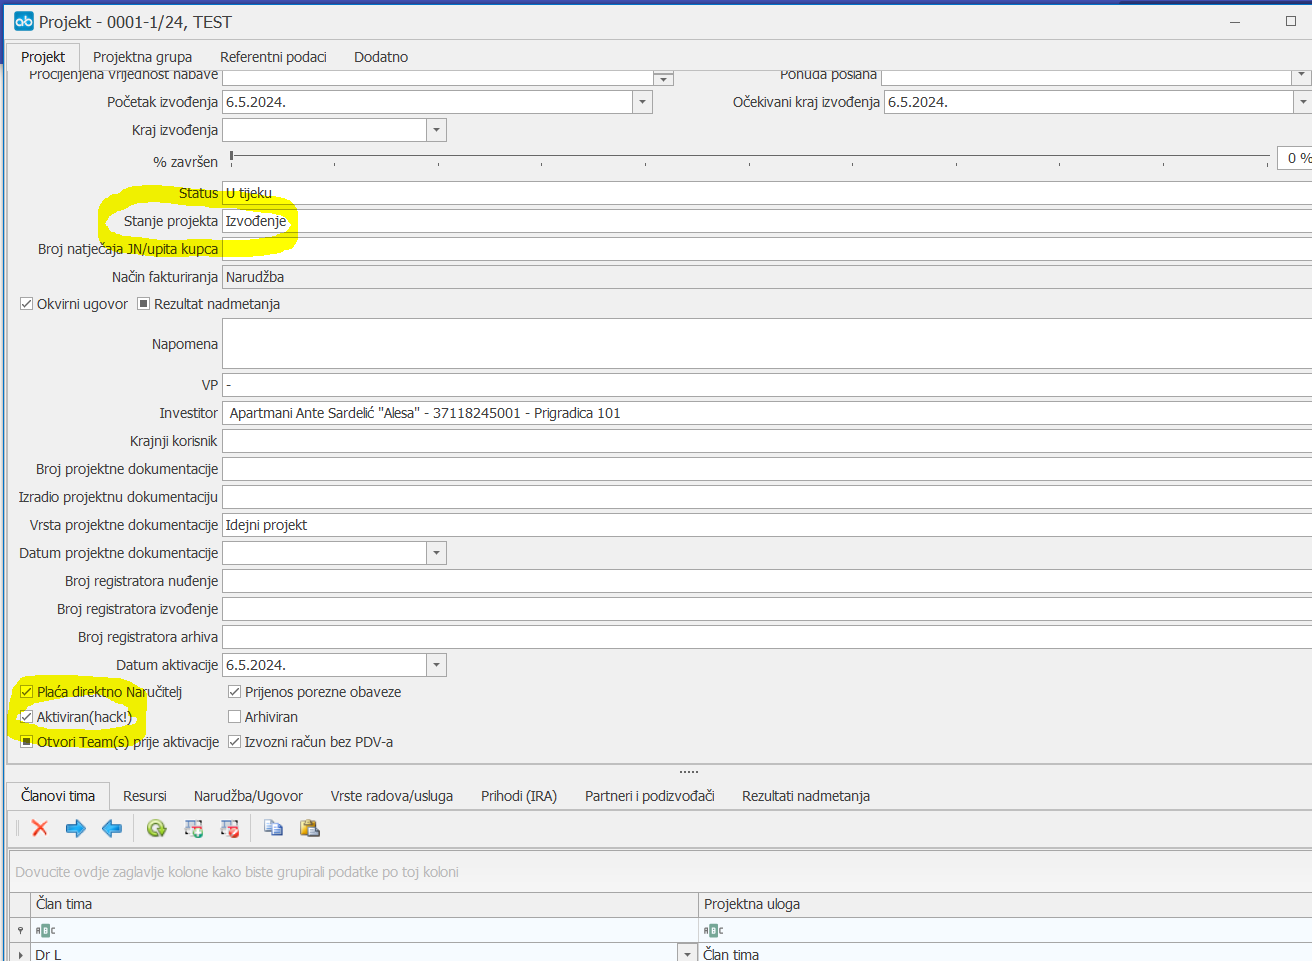 Projekt - 0001-1/24, TEST
Projekt Projektna grupa Referentni podaci Dodatno
Procijenjena vrijednost nabave Ponuda poslana
Početak izvođenja 6.5.2024. Očekivani kraj izvođenja 6.5.2024.
Kraj izvođenja
% završen 0 %
Status U tijeku
Stanje projekta Izvođenje
Broj natječaja JN/upita kupca
Način fakturiranja Narudžba
Okvirni ugovor Rezultat nadmetanja
Napomena
VP -
Investitor Apartmani Ante Sardelić "Alesa" - 37118245001 - Prigradica 101
Krajnji korisnik
Broj projektne dokumentacije
Izradio projektnu dokumentaciju
Vrsta projektne dokumentacije Idejni projekt
Datum projektne dokumentacije
Broj registratora nuđenje
Broj registratora izvođenje
Broj registratora arhiva
Datum aktivacije 6.5.2024.
Plaća direktno Naručitelj Prijenos porezne obaveze
Aktiviran(hack!) Arhiviran
Otvori Team(s) prije aktivacije Izvozni račun bez PDV-a
Članovi tima Resursi Narudžba/Ugovor Vrste radova/usluga Prihodi (IRA) Partneri i podizvođači Rezultati nadmetanja
Dovucite ovdje zaglavlje kolone kako biste grupirali podatke po toj koloni
Član tima Projektna uloga
ABC ABC
Dr L Član tima